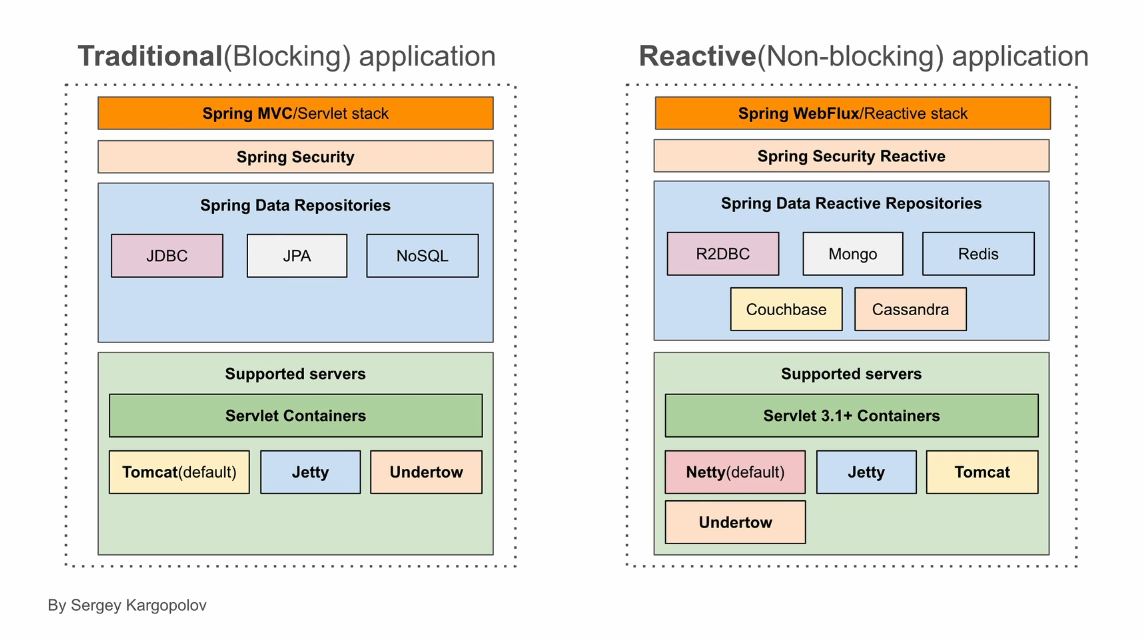 Traditional(Blocking) application
Spring MVC/Servlet stack
Spring Security
Spring Data Repositories
JDBC
JPA
NoSQL
Supported servers
Servlet Containers
Tomcat(default)
Jetty
Undertow
Reactive(Non-blocking) application
Spring WebFlux/Reactive stack
Spring Security Reactive
Spring Data Reactive Repositories
R2DBC
Mongo
Redis
Couchbase
Cassandra
Supported servers
Servlet 3.1+ Containers
Netty(default)
Jetty
Tomcat
Undertow
By Sergey Kargopolov